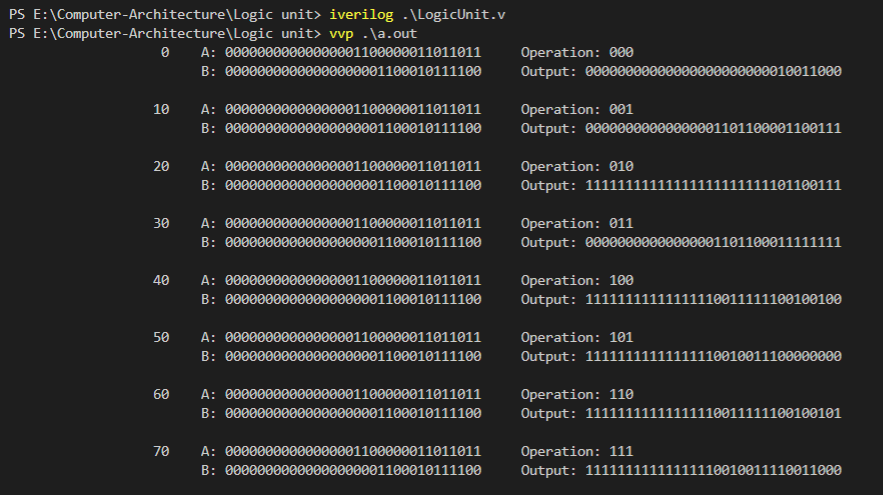 PS E:\Computer-Architecture\Logic unit> iverilog .\LogicUnit.v
PS E:\Computer-Architecture\Logic unit> vvp .\a.out
0 A: 00000000000000001100000011011011 Operation: 000
B: 00000000000000000001100010111100 Output: 00000000000000000000000010011000
10 A: 00000000000000001100000011011011 Operation: 001
B: 00000000000000000001100010111100 Output: 00000000000000001101100001100111
20 A: 00000000000000001100000011011011 Operation: 010
B: 00000000000000000001100010111100 Output: 11111111111111111111111101100111
30 A: 00000000000000001100000011011011 Operation: 011
B: 00000000000000000001100010111100 Output: 00000000000000001101100011111111
40 A: 00000000000000001100000011011011 Operation: 100
B: 00000000000000000001100010111100 Output: 11111111111111110011111100100100
50 A: 00000000000000001100000011011011 Operation: 101
B: 00000000000000000001100010111100 Output: 11111111111111110010011100000000
60 A: 00000000000000001100000011011011 Operation: 110
B: 00000000000000000001100010111100 Output: 11111111111111110011111100100101
70 A: 00000000000000001100000011011011 Operation: 111
B: 00000000000000000001100010111100 Output: 11111111111111110010011110011000